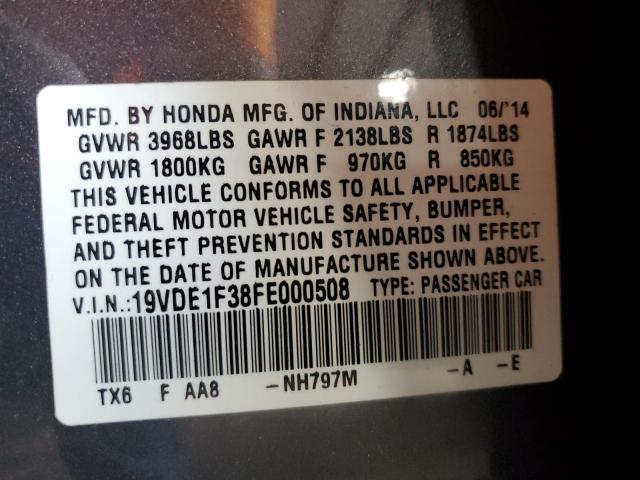 MFD. BY HONDA MFG. OF INDIANA, LLC 06/'14
GVWR 3968LBS GAWR F 2138LBS R 1874LBS
GVWR 1800KG GAWR F 970KG R 850KG
THIS VEHICLE CONFORMS TO ALL APPLICABLE
FEDERAL MOTOR VEHICLE SAFETY, BUMPER,
AND THEFT PREVENTION STANDARDS IN EFFECT
ON THE DATE OF MANUFACTURE SHOWN ABOVE.
V.I.N.:19VDE1F38FE000508 TYPE: PASSENGER CAR
TX6 F AA8 -NH797M -A -E